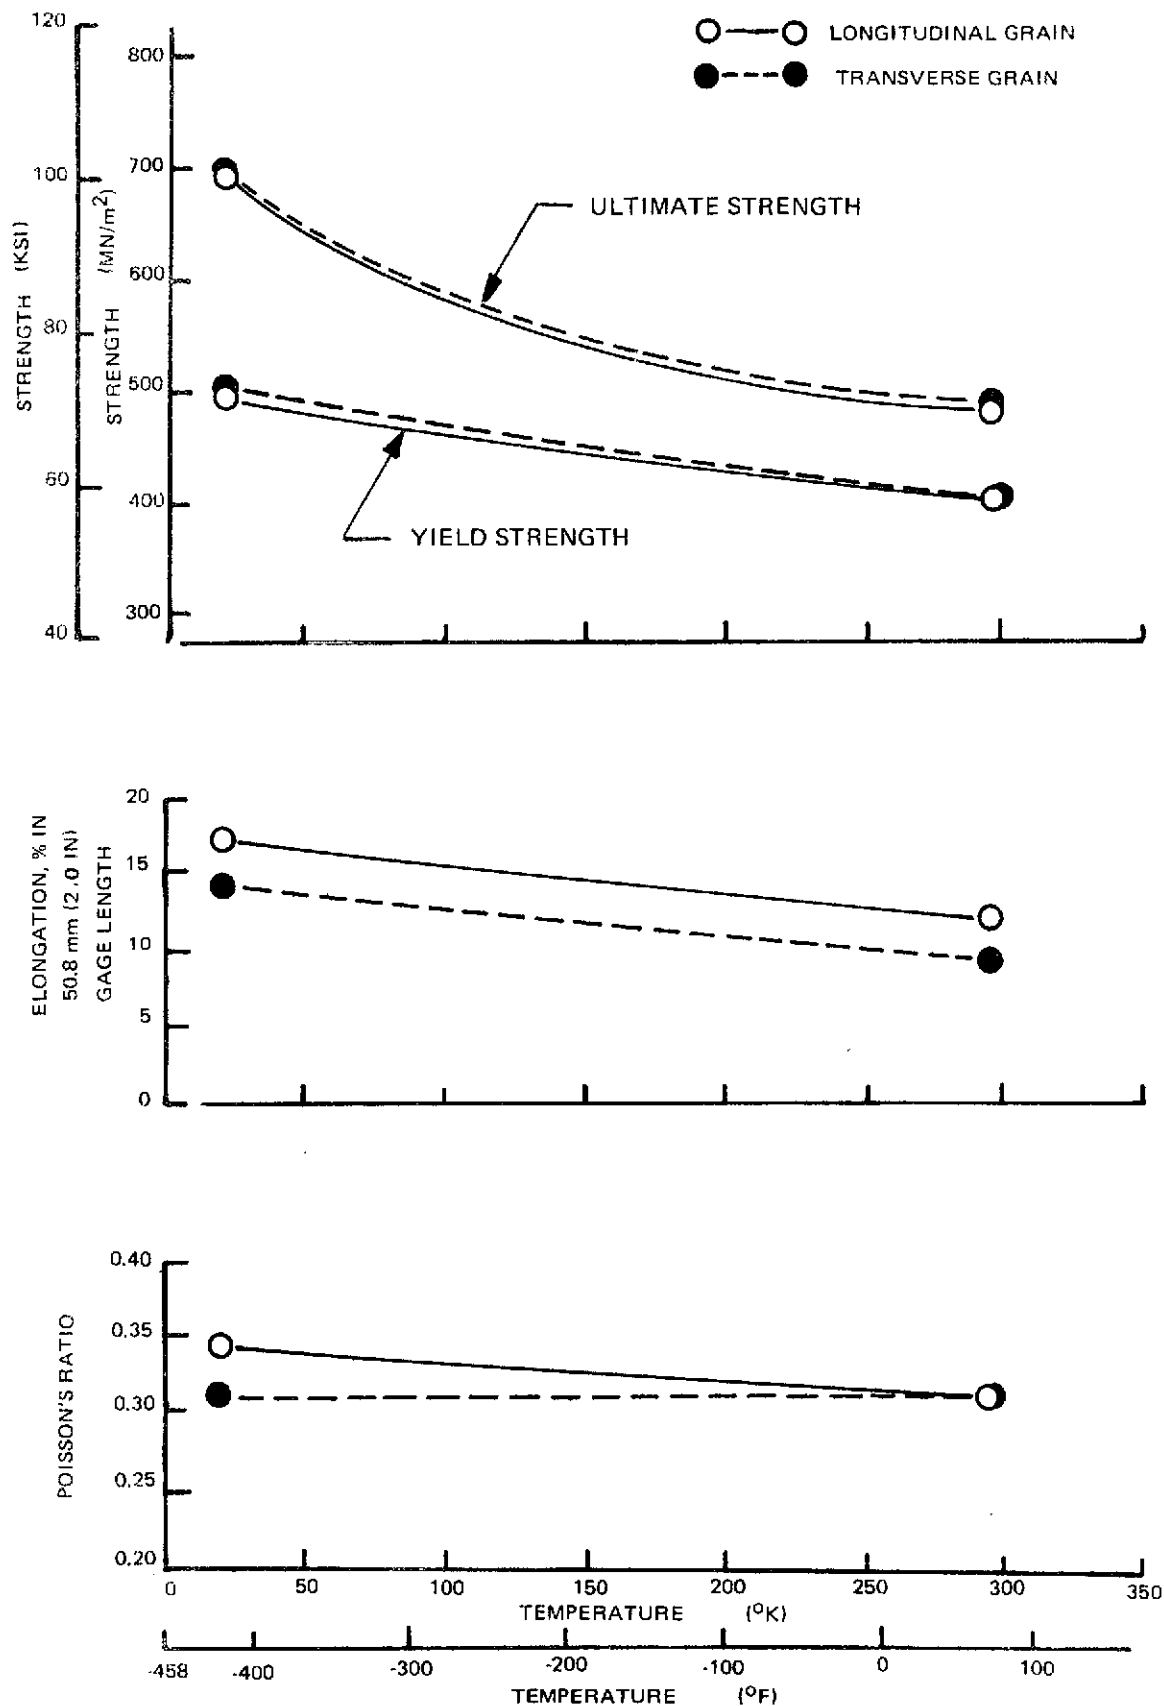 LONGITUDINAL GRAIN
TRANSVERSE GRAIN
120
100
80
60
40
STRENGTH (KSI)
800
700
600
500
400
300
STRENGTH (MN/m²)
ULTIMATE STRENGTH
YIELD STRENGTH
20
15
10
5
0
ELONGATION, % IN
50.8 mm (2.0 IN)
GAGE LENGTH
0.40
0.35
0.30
0.25
0.20
POISSON'S RATIO
0 50 100 150 200 250 300 350
TEMPERATURE (°K)
-458 -400 -300 -200 -100 0 100
TEMPERATURE (°F)